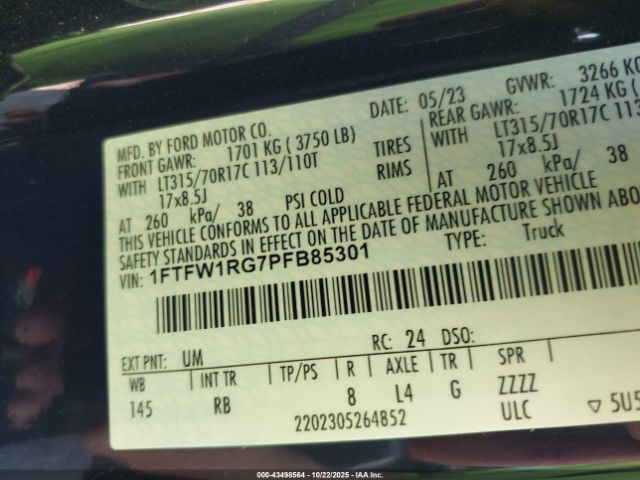 MFD. BY FORD MOTOR CO. DATE: 05/23 GVWR: 3266 KG
FRONT GAWR: 1701 KG ( 3750 LB) REAR GAWR: 1724 KG (
WITH LT315/70R17C 113/110T TIRES WITH LT315/70R17C 113
17x8.5J RIMS 17x8.5J
AT 260 kPa/ 38 PSI COLD AT 260 kPa/ 38
THIS VEHICLE CONFORMS TO ALL APPLICABLE FEDERAL MOTOR VEHICLE
SAFETY STANDARDS IN EFFECT ON THE DATE OF MANUFACTURE SHOWN ABOV
VIN: 1FTFW1RG7PFB85301 TYPE: Truck
EXT PNT: UM RC: 24 DSO:
WB INT TR TP/PS R AXLE TR SPR
145 RB 8 L4 G ZZZZ
2202305264852 ULC ▽ 5U5
000-43498564 | 10/22/2025 | IAAHOLDINGS, LLC